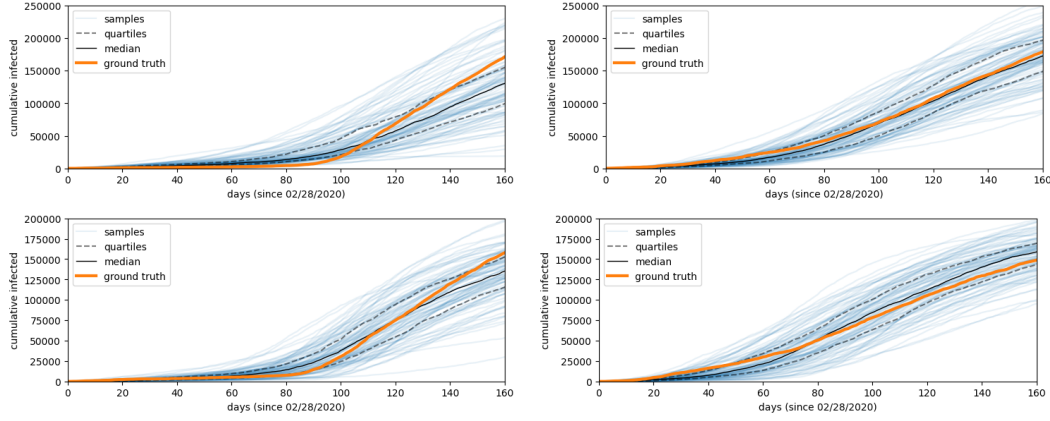 250000
200000
150000
100000
50000
0
cumulative infected
samples
quartiles
median
ground truth
0 20 40 60 80 100 120 140 160
days (since 02/28/2020)
250000
200000
150000
100000
50000
0
cumulative infected
samples
quartiles
median
ground truth
0 20 40 60 80 100 120 140 160
days (since 02/28/2020)
200000
175000
150000
125000
100000
75000
50000
25000
0
cumulative infected
samples
quartiles
median
ground truth
0 20 40 60 80 100 120 140 160
days (since 02/28/2020)
200000
175000
150000
125000
100000
75000
50000
25000
0
cumulative infected
samples
quartiles
median
ground truth
0 20 40 60 80 100 120 140 160
days (since 02/28/2020)